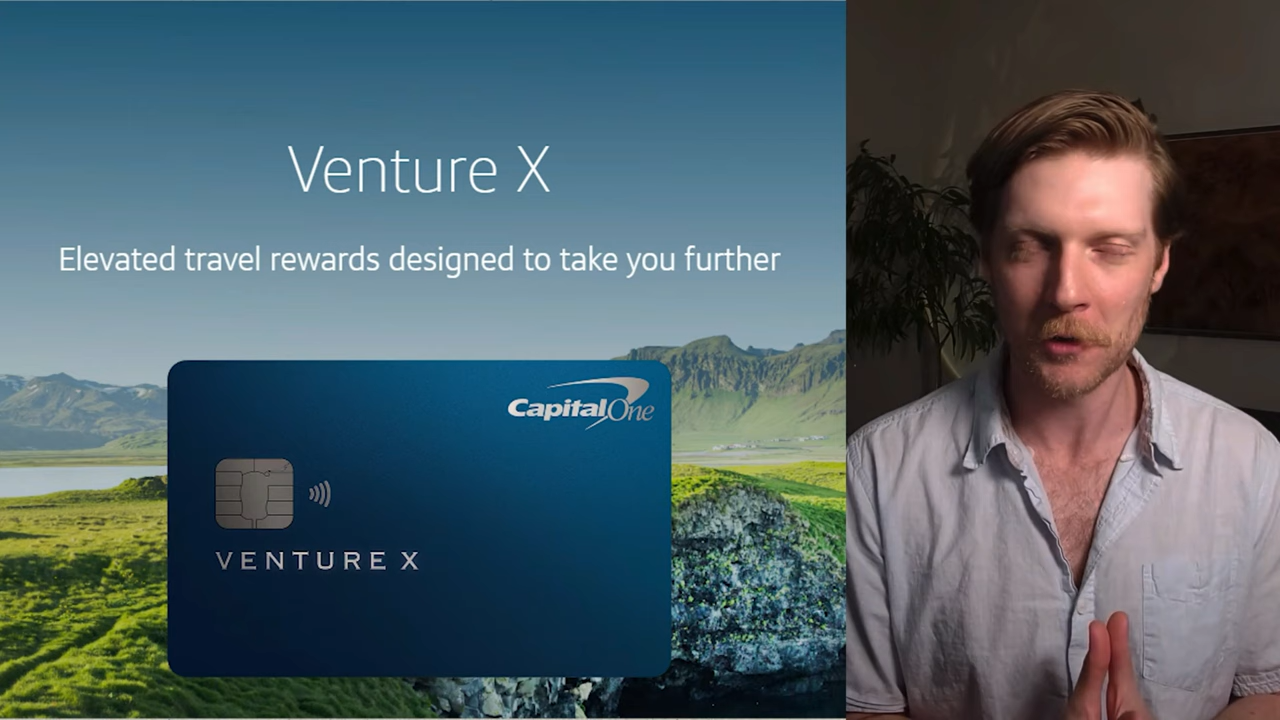 Venture X
Elevated travel rewards designed to take you further
Capital One
VENTURE X